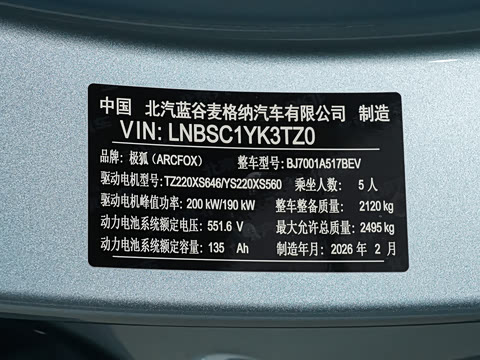 中国 北汽蓝谷麦格纳汽车有限公司 制造
VIN: LNBSC1YK3TZ0
品牌: 极狐 (ARCFOX) 整车型号: BJ7001A517BEV
驱动电机型号: TZ220XS646/YS220XS560 乘坐人数: 5 人
驱动电机峰值功率: 200 kW/190 kW 整车整备质量: 2120 kg
动力电池系统额定电压: 551.6 V 最大允许总质量: 2495 kg
动力电池系统额定容量: 135 Ah 制造年月: 2026 年 2 月